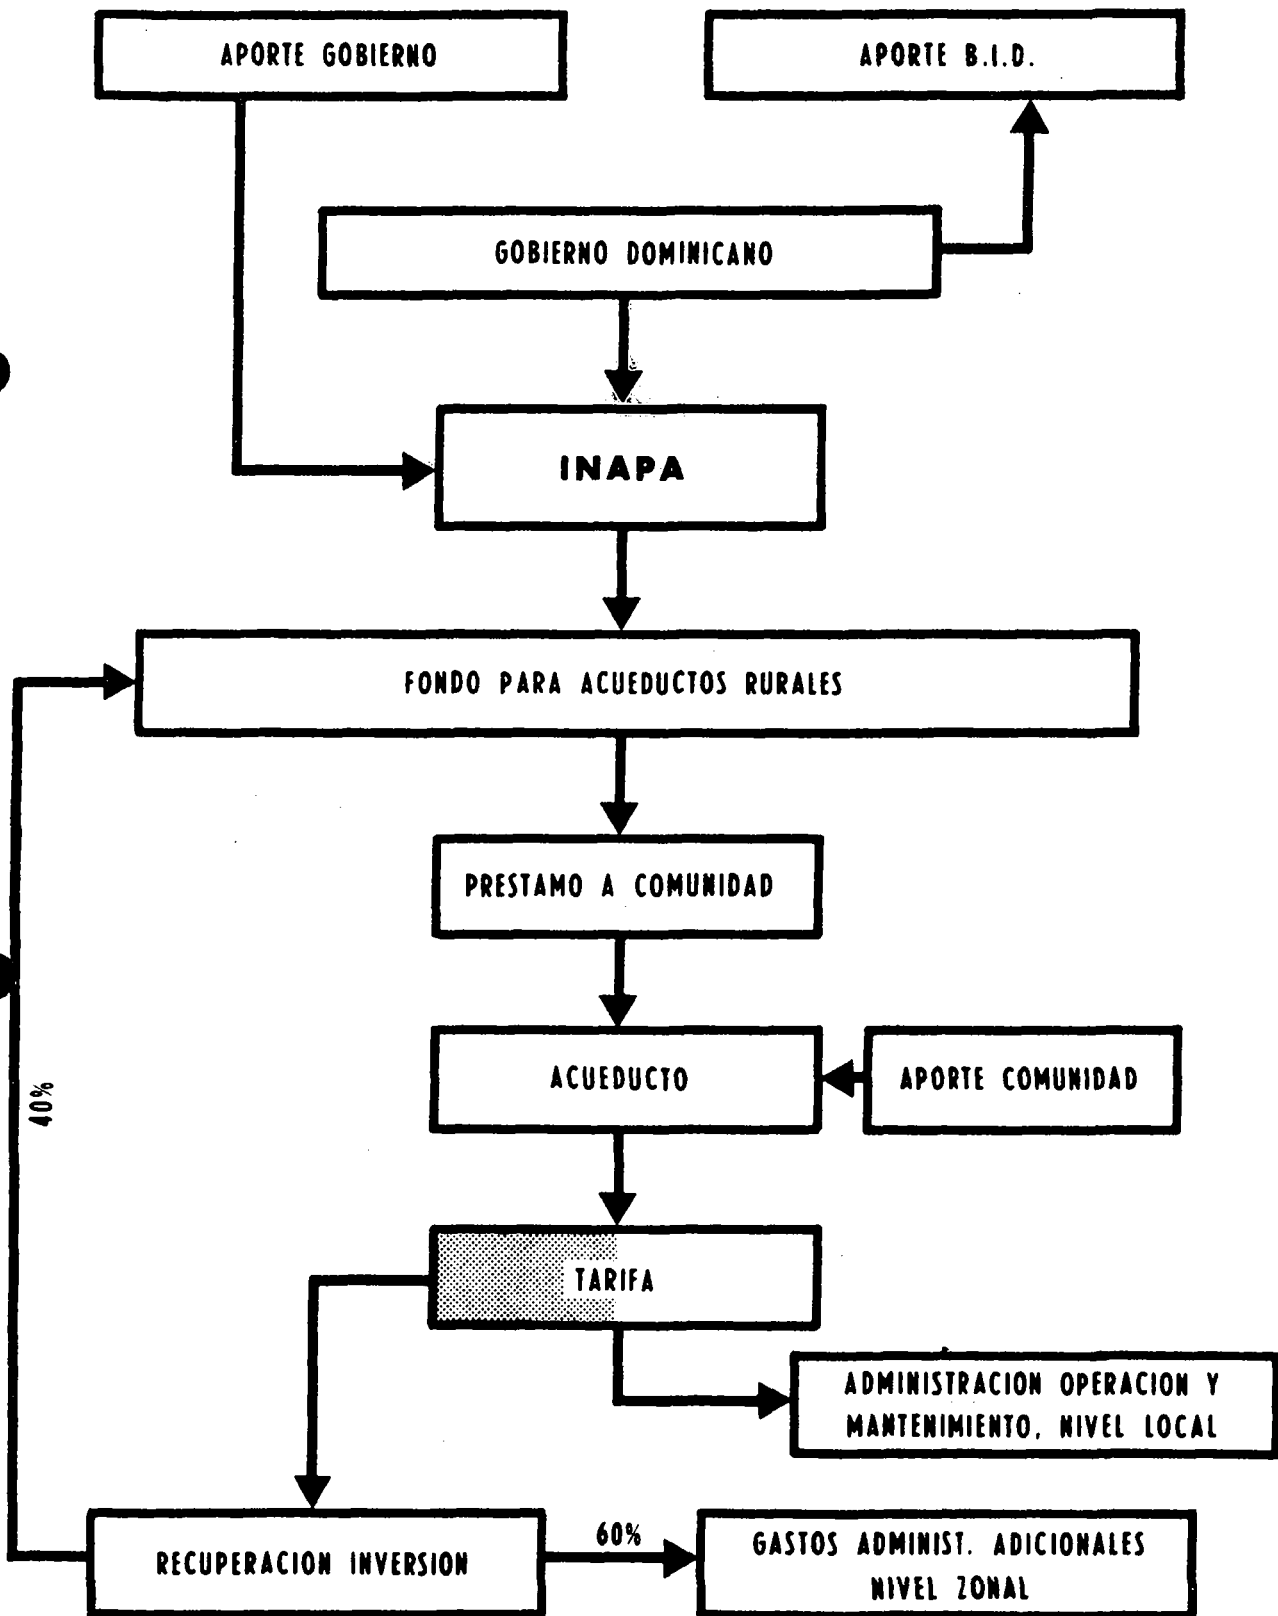 APORTE GOBIERNO
APORTE B.I.D.
GOBIERNO DOMINICANO
INAPA
FONDO PARA ACUEDUCTOS RURALES
PRESTAMO A COMUNIDAD
ACUEDUCTO
APORTE COMUNIDAD
40%
TARIFA
ADMINISTRACION OPERACION Y
MANTENIMIENTO, NIVEL LOCAL
RECUPERACION INVERSION
60%
GASTOS ADMINIST. ADICIONALES
NIVEL ZONAL